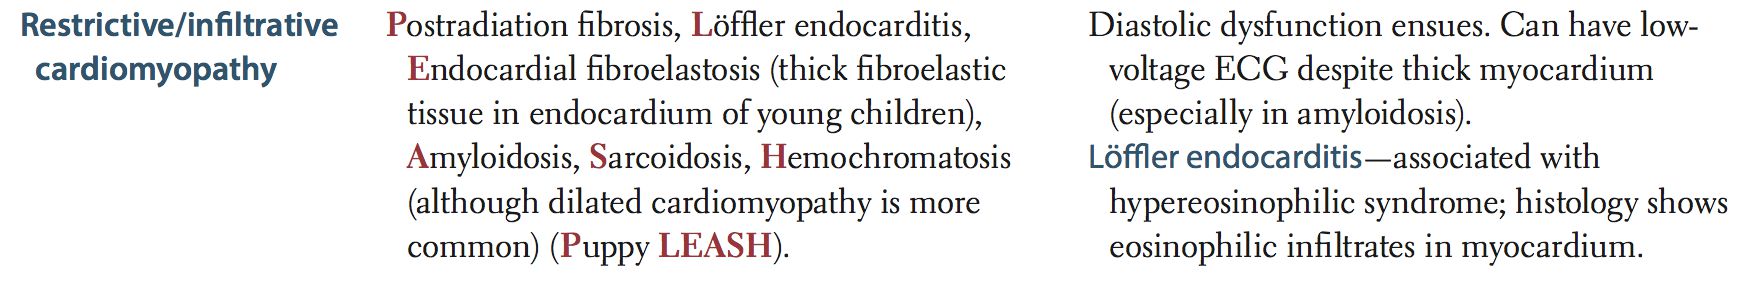 Restrictive/infiltrative
cardiomyopathy
Postradiation fibrosis, Löffler endocarditis,
Endocardial fibroelastosis (thick fibroelastic
tissue in endocardium of young children),
Amyloidosis, Sarcoidosis, Hemochromatosis
(although dilated cardiomyopathy is more
common) (Puppy LEASH).
Diastolic dysfunction ensues. Can have low-
voltage ECG despite thick myocardium
(especially in amyloidosis).
Löffler endocarditis—associated with
hypereosinophilic syndrome; histology shows
eosinophilic infiltrates in myocardium.